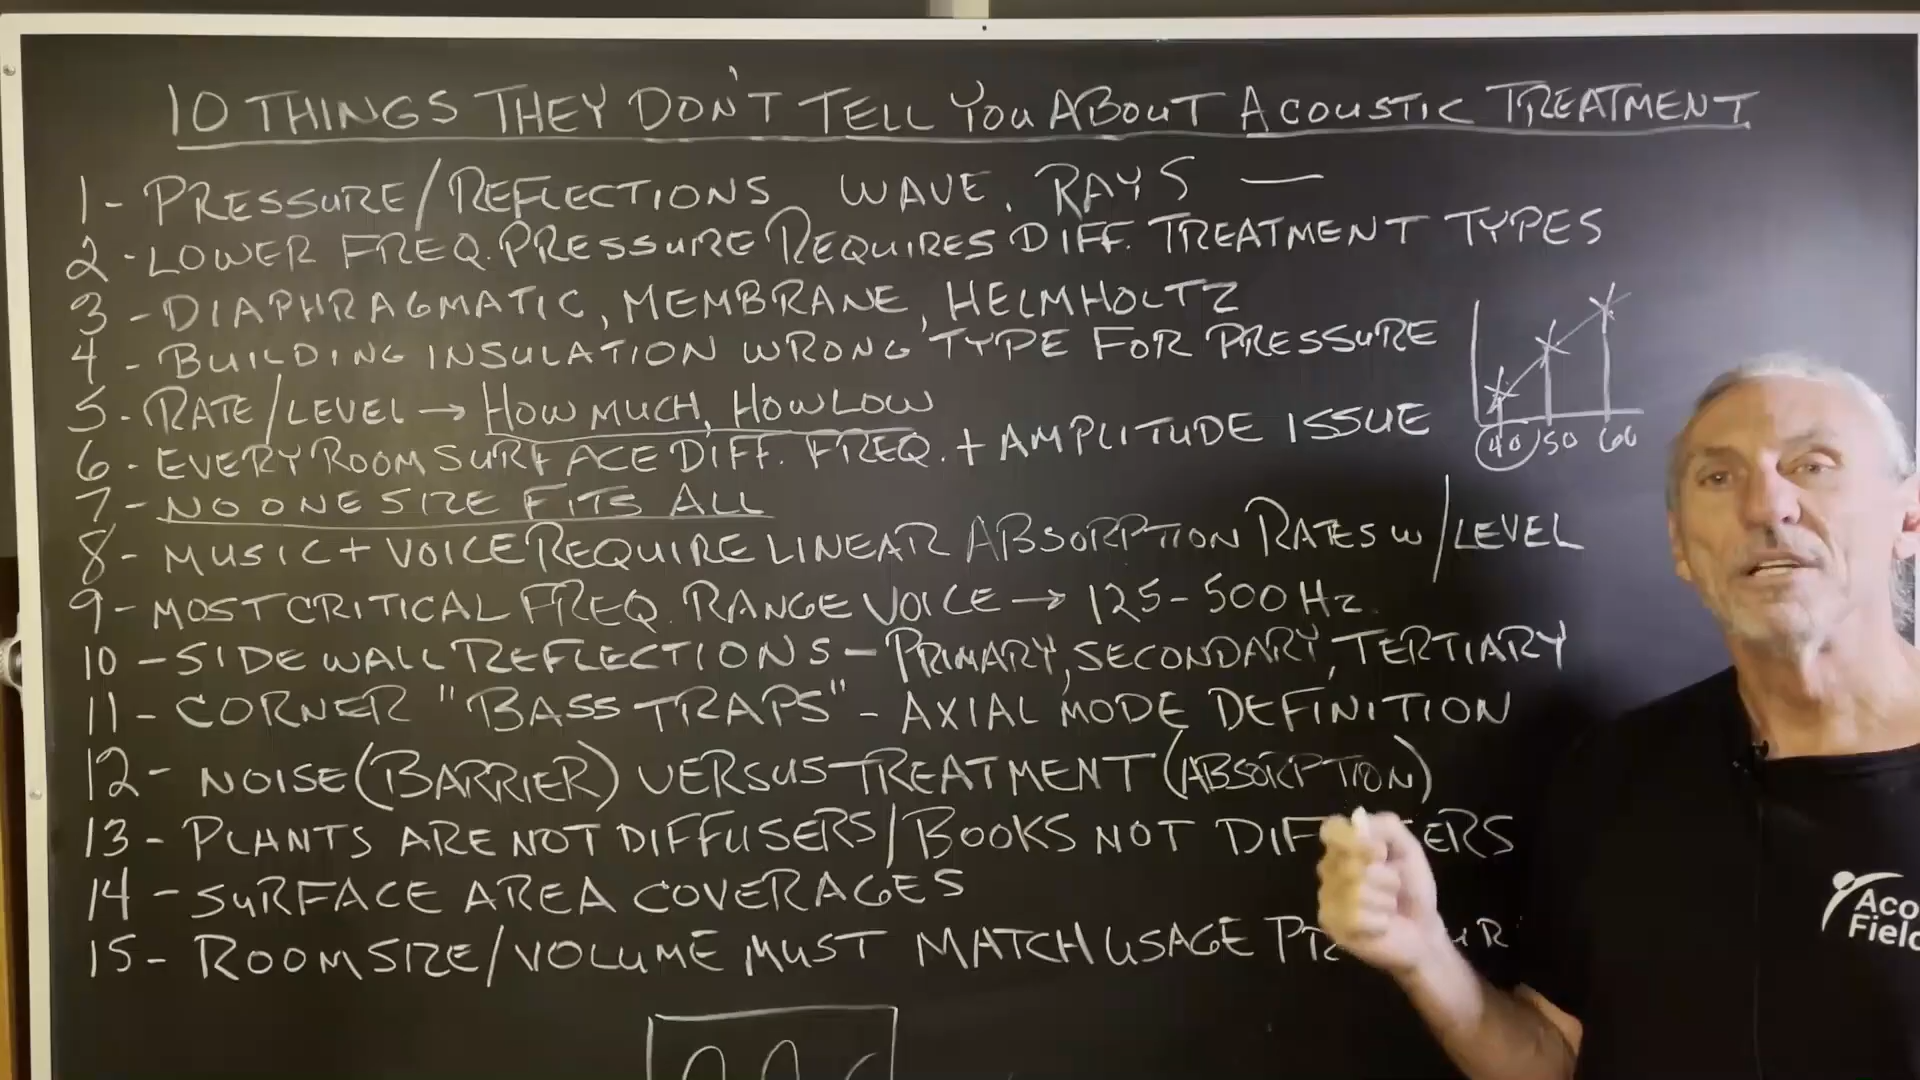 10 THINGS THEY DON'T TELL YOU ABOUT ACOUSTIC TREATMENT
1- PRESSURE/REFLECTIONS WAVE, RAYS —
2- LOWER FREQ. PRESSURE REQUIRES DIFF. TREATMENT TYPES
3- DIAPHRAGMATIC, MEMBRANE, HELMHOLTZ
4- BUILDING INSULATION WRONG TYPE FOR PRESSURE
5- RATE/LEVEL → HOW MUCH, HOW LOW
6- EVERY ROOM SURFACE DIFF. FREQ. + AMPLITUDE ISSUE
40 50 60
7- NO ONE SIZE FITS ALL
8- MUSIC + VOICE REQUIRE LINEAR ABSORPTION RATES w/LEVEL
9- MOST CRITICAL FREQ. RANGE VOICE → 125-500 Hz.
10 - SIDE WALL REFLECTIONS - PRIMARY, SECONDARY, TERTIARY
11- CORNER "BASS TRAPS" - AXIAL MODE DEFINITION
12- NOISE (BARRIER) VERSUS TREATMENT (ABSORPTION)
13- PLANTS ARE NOT DIFFUSERS/BOOKS NOT
14- SURFACE AREA COVERAGES
15- ROOM SIZE/VOLUME MUST MATCH USAGE